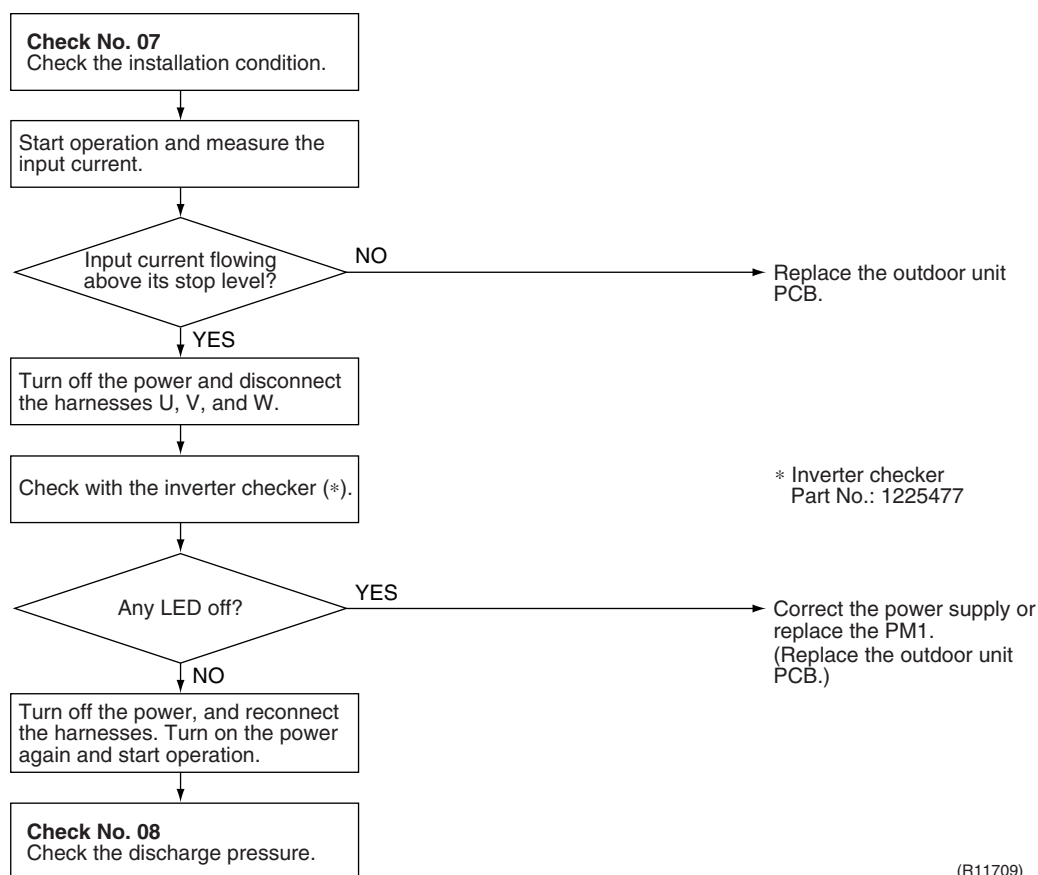 Check No. 07
Check the installation condition.
Start operation and measure the
input current.
Input current flowing
above its stop level?
NO
Replace the outdoor unit
PCB.
YES
Turn off the power and disconnect
the harnesses U, V, and W.
Check with the inverter checker (*).
* Inverter checker
Part No.: 1225477
Any LED off?
YES
Correct the power supply or
replace the PM1.
(Replace the outdoor unit
PCB.)
NO
Turn off the power, and reconnect
the harnesses. Turn on the power
again and start operation.
Check No. 08
Check the discharge pressure.
(R11709)